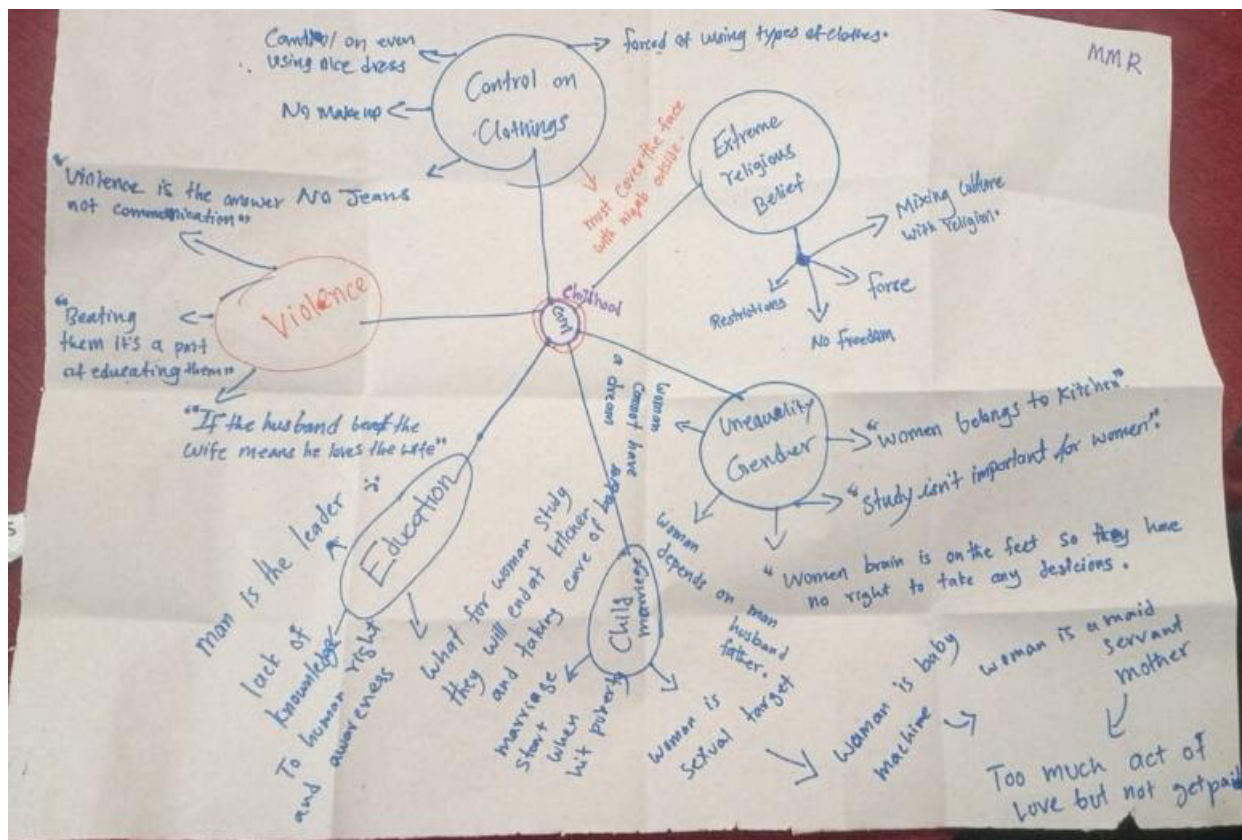 MMR
Control on
Clothings
Control on even
using nice dress
forced of using types of clothes.
No Makeup
No Jeans
must cover the face
with niqab outside.
Extreme
religious
Belief
Mixing culture
with religion.
force
No Freedom
Restrictions
Violence
"Violence is the answer
not communication"
"Beating
them it's a part
of educating them"
"If the husband beat the
wife means he loves the wife"
Childhood
Unequality
Gender
woman
cannot have
a dream
"Women belongs to kitchen".
"Study isn't important for women".
"Women brain is on the feet so they have
no right to take any desicions.
woman
depends on man
husband
father.
Education
man is the leader
lack of
knowledge
To human right
and awareness
What for woman study
they will end at kitchen
and taking care of
Child
marriege
marriage
start
when
hit puberty
woman is
sexual target
woman is baby
machine
woman is a maid
servant
mother
Too much act of
Love but not get paid